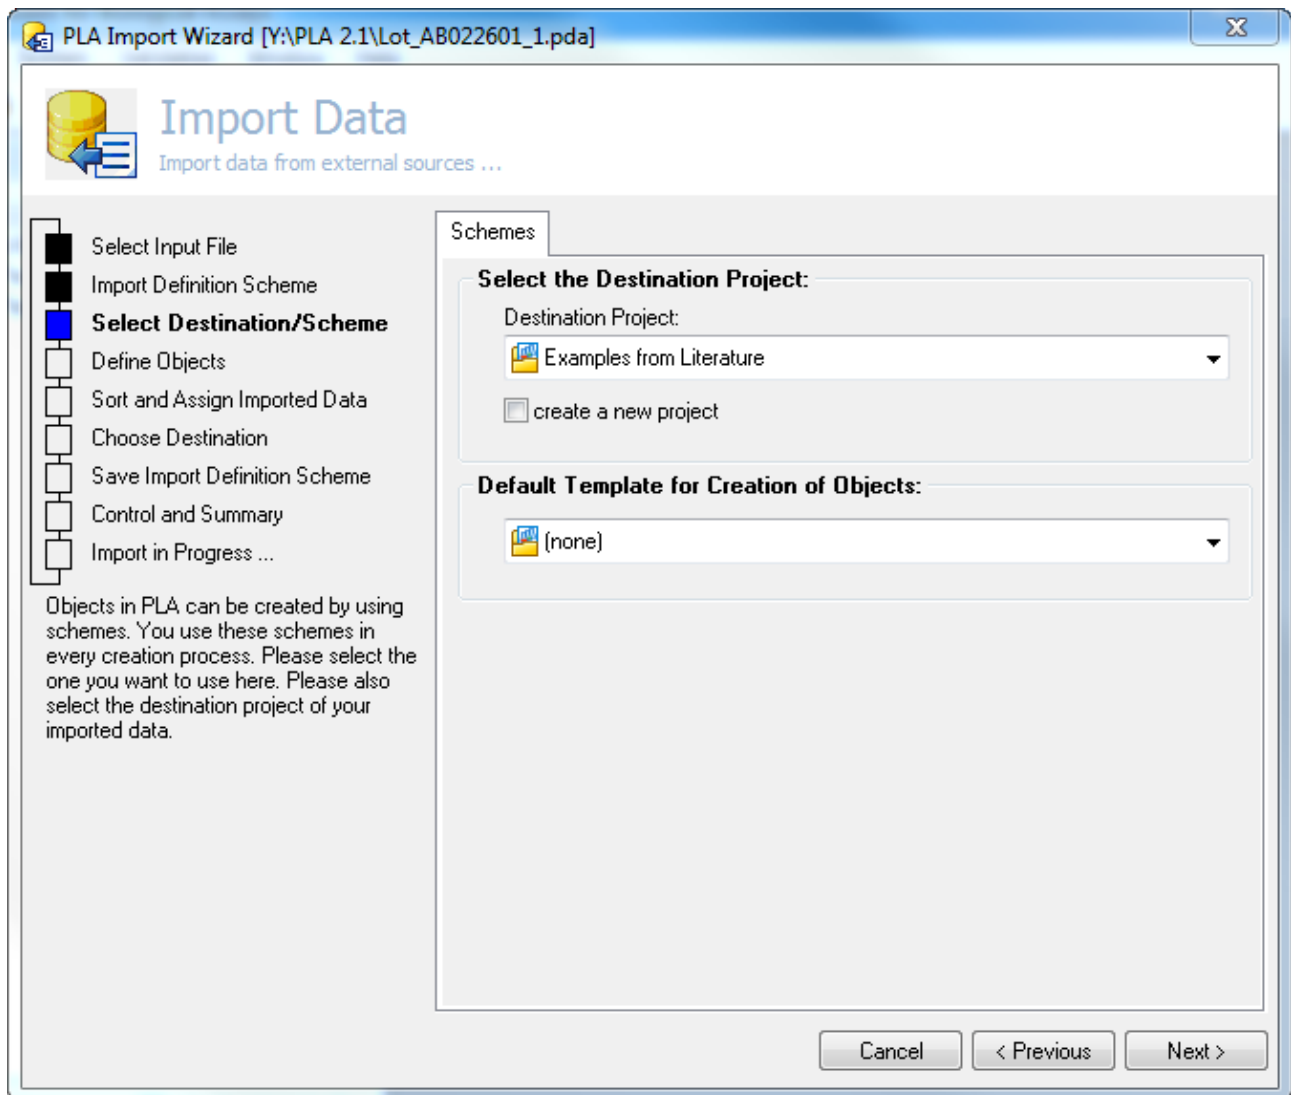 PLA Import Wizard [Y:\PLA 2.1\Lot_AB022601_1.pda]
Import Data
Import data from external sources ...
Select Input File
Import Definition Scheme
Select Destination/Scheme
Define Objects
Sort and Assign Imported Data
Choose Destination
Save Import Definition Scheme
Control and Summary
Import in Progress ...
Objects in PLA can be created by using
schemes. You use these schemes in
every creation process. Please select the
one you want to use here. Please also
select the destination project of your
imported data.
Schemes
Select the Destination Project:
Destination Project:
Examples from Literature
create a new project
Default Template for Creation of Objects:
(none)
Cancel
< Previous
Next >